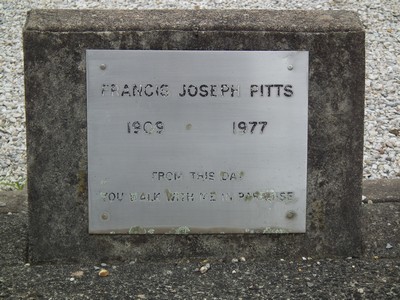 FRANCIS JOSEPH PITTS
1909 1977
FROM THIS DAY
YOU WALK WITH ME IN PARADISE